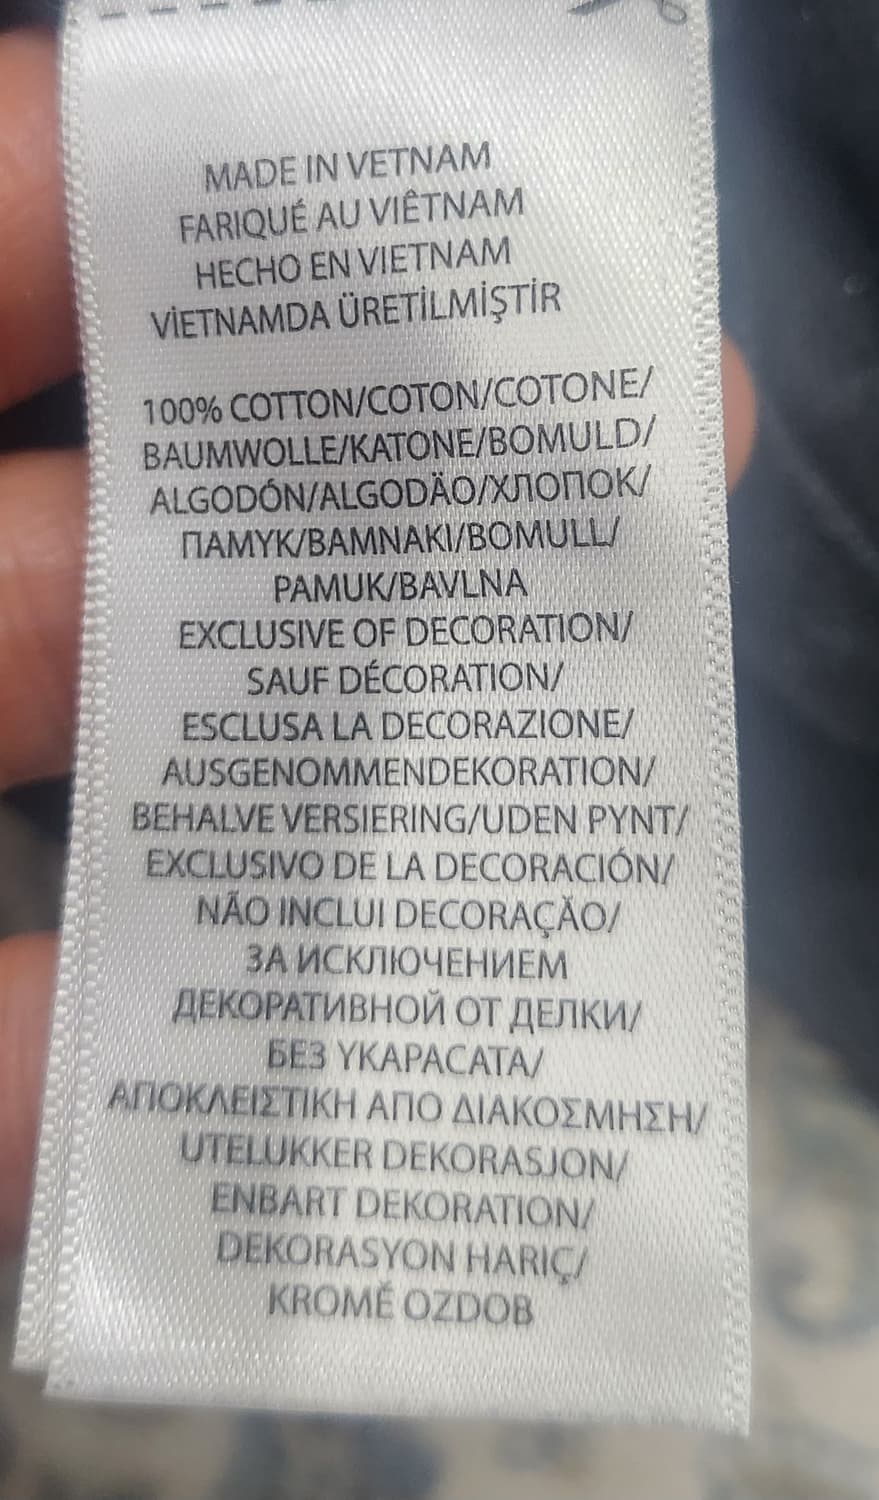 MADE IN VETNAM
FARIQUÉ AU VIÊTNAM
HECHO EN VIETNAM
VİETNAMDA ÜRETİLMİŞTİR
100% COTTON/COTON/COTONE/
BAUMWOLLE/KATONE/BOMULD/
ALGODÓN/ALGODÄO/ХЛОПОК/
ПАМУК/BAMNAKI/BOMULL/
PAMUK/BAVLNA
EXCLUSIVE OF DECORATION/
SAUF DÉCORATION/
ESCLUSA LA DECORAZIONE/
AUSGENOMMENDEKORATION/
BEHALVE VERSIERING/UDEN PYNT/
EXCLUSIVO DE LA DECORACIÓN/
NÃO INCLUI DECORAÇÃO/
ЗА ИСКЛЮЧЕНИЕМ
ДЕКОРАТИВНОЙ ОТ ДЕЛКИ/
БЕЗ УКАРАСАТА/
ΑΠΟΚΛΕΙΣΤΙΚΗ ΑΠΟ ΔΙΑΚΟΣΜΗΣΗ/
UTELUKKER DEKORASJON/
ENBART DEKORATION/
DEKORASYON HARIÇ/
KROMĚ OZDOB